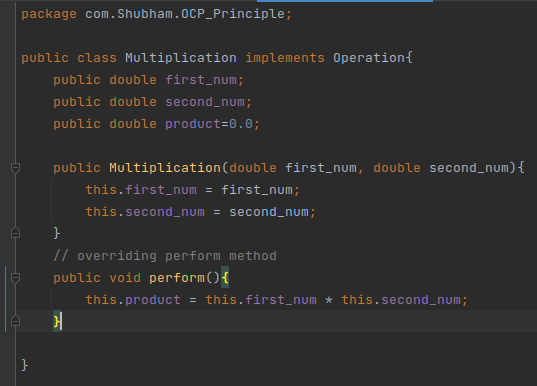 package com.Shubham.OCP_Principle;
public class Multiplication implements Operation{
public double first_num;
public double second_num;
public double product=0.0;
public Multiplication(double first_num, double second_num){
this.first_num = first_num;
this.second_num = second_num;
}
// overriding perform method
public void perform(){
this.product = this.first_num * this.second_num;
}
}